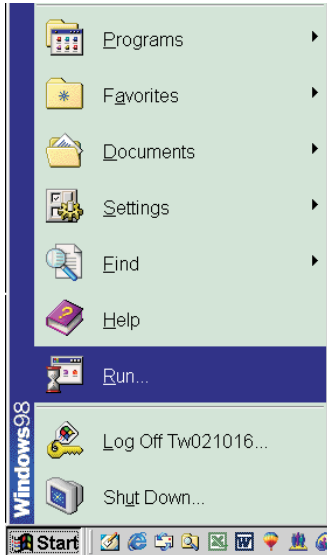 Programs
Favorites
Documents
Settings
Find
Help
Run...
Log Off Tw021016...
Shut Down...
Windows98
Start